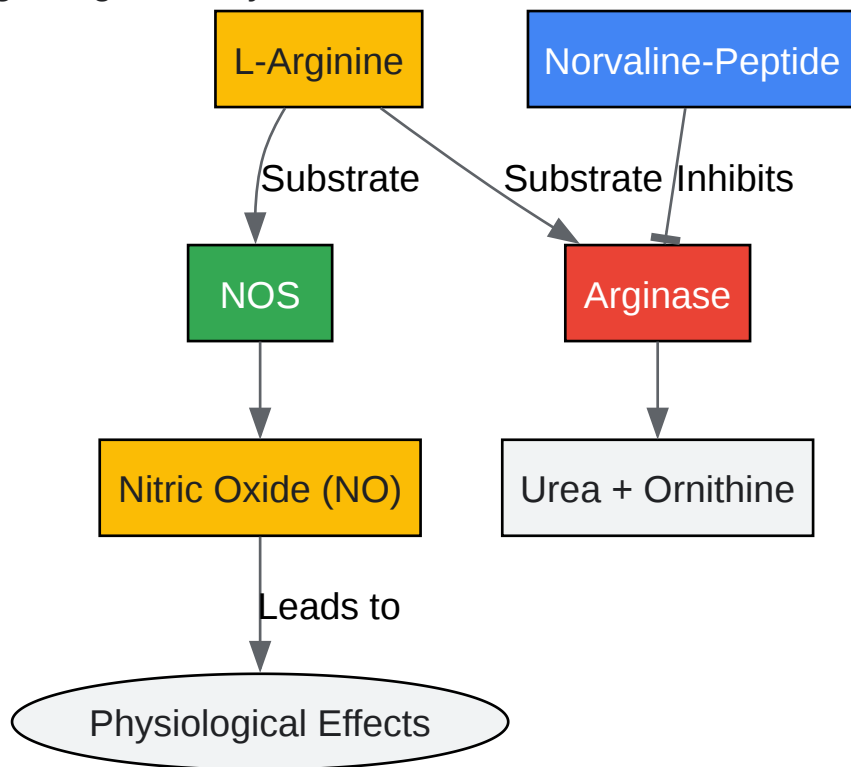 L-Arginine
Norvaline-Peptide
Substrate
Substrate
Inhibits
NOS
Arginase
Nitric Oxide (NO)
Urea + Ornithine
Leads to
Physiological Effects